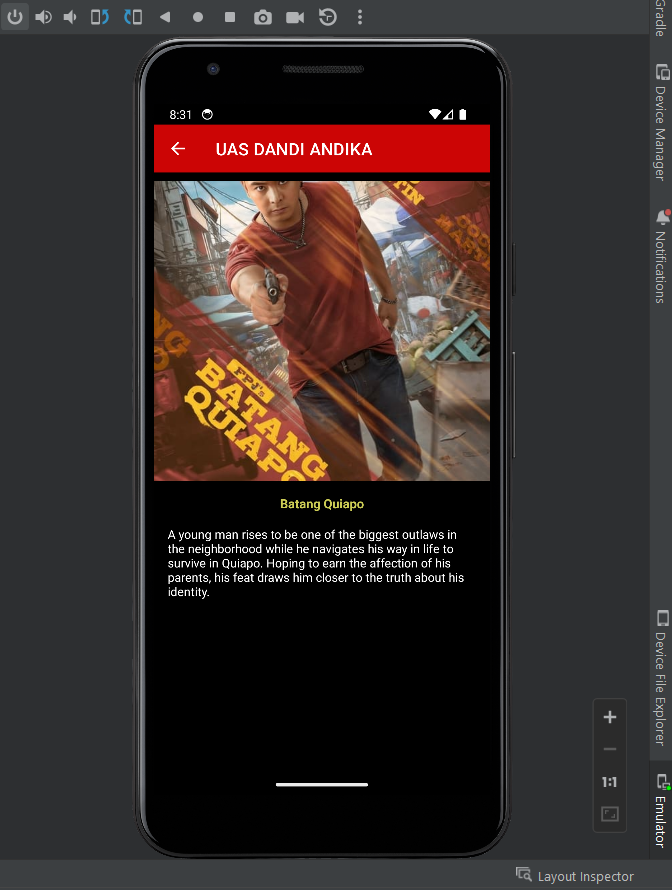 Gradle
Device Manager
Notifications
8:31
UAS DANDI ANDIKA
FPJ's
BATANG
QUIAPO
Batang Quiapo
A young man rises to be one of the biggest outlaws in
the neighborhood while he navigates his way in life to
survive in Quiapo. Hoping to earn the affection of his
parents, his feat draws him closer to the truth about his
identity.
Device File Explorer
1:1
Emulator
Layout Inspector